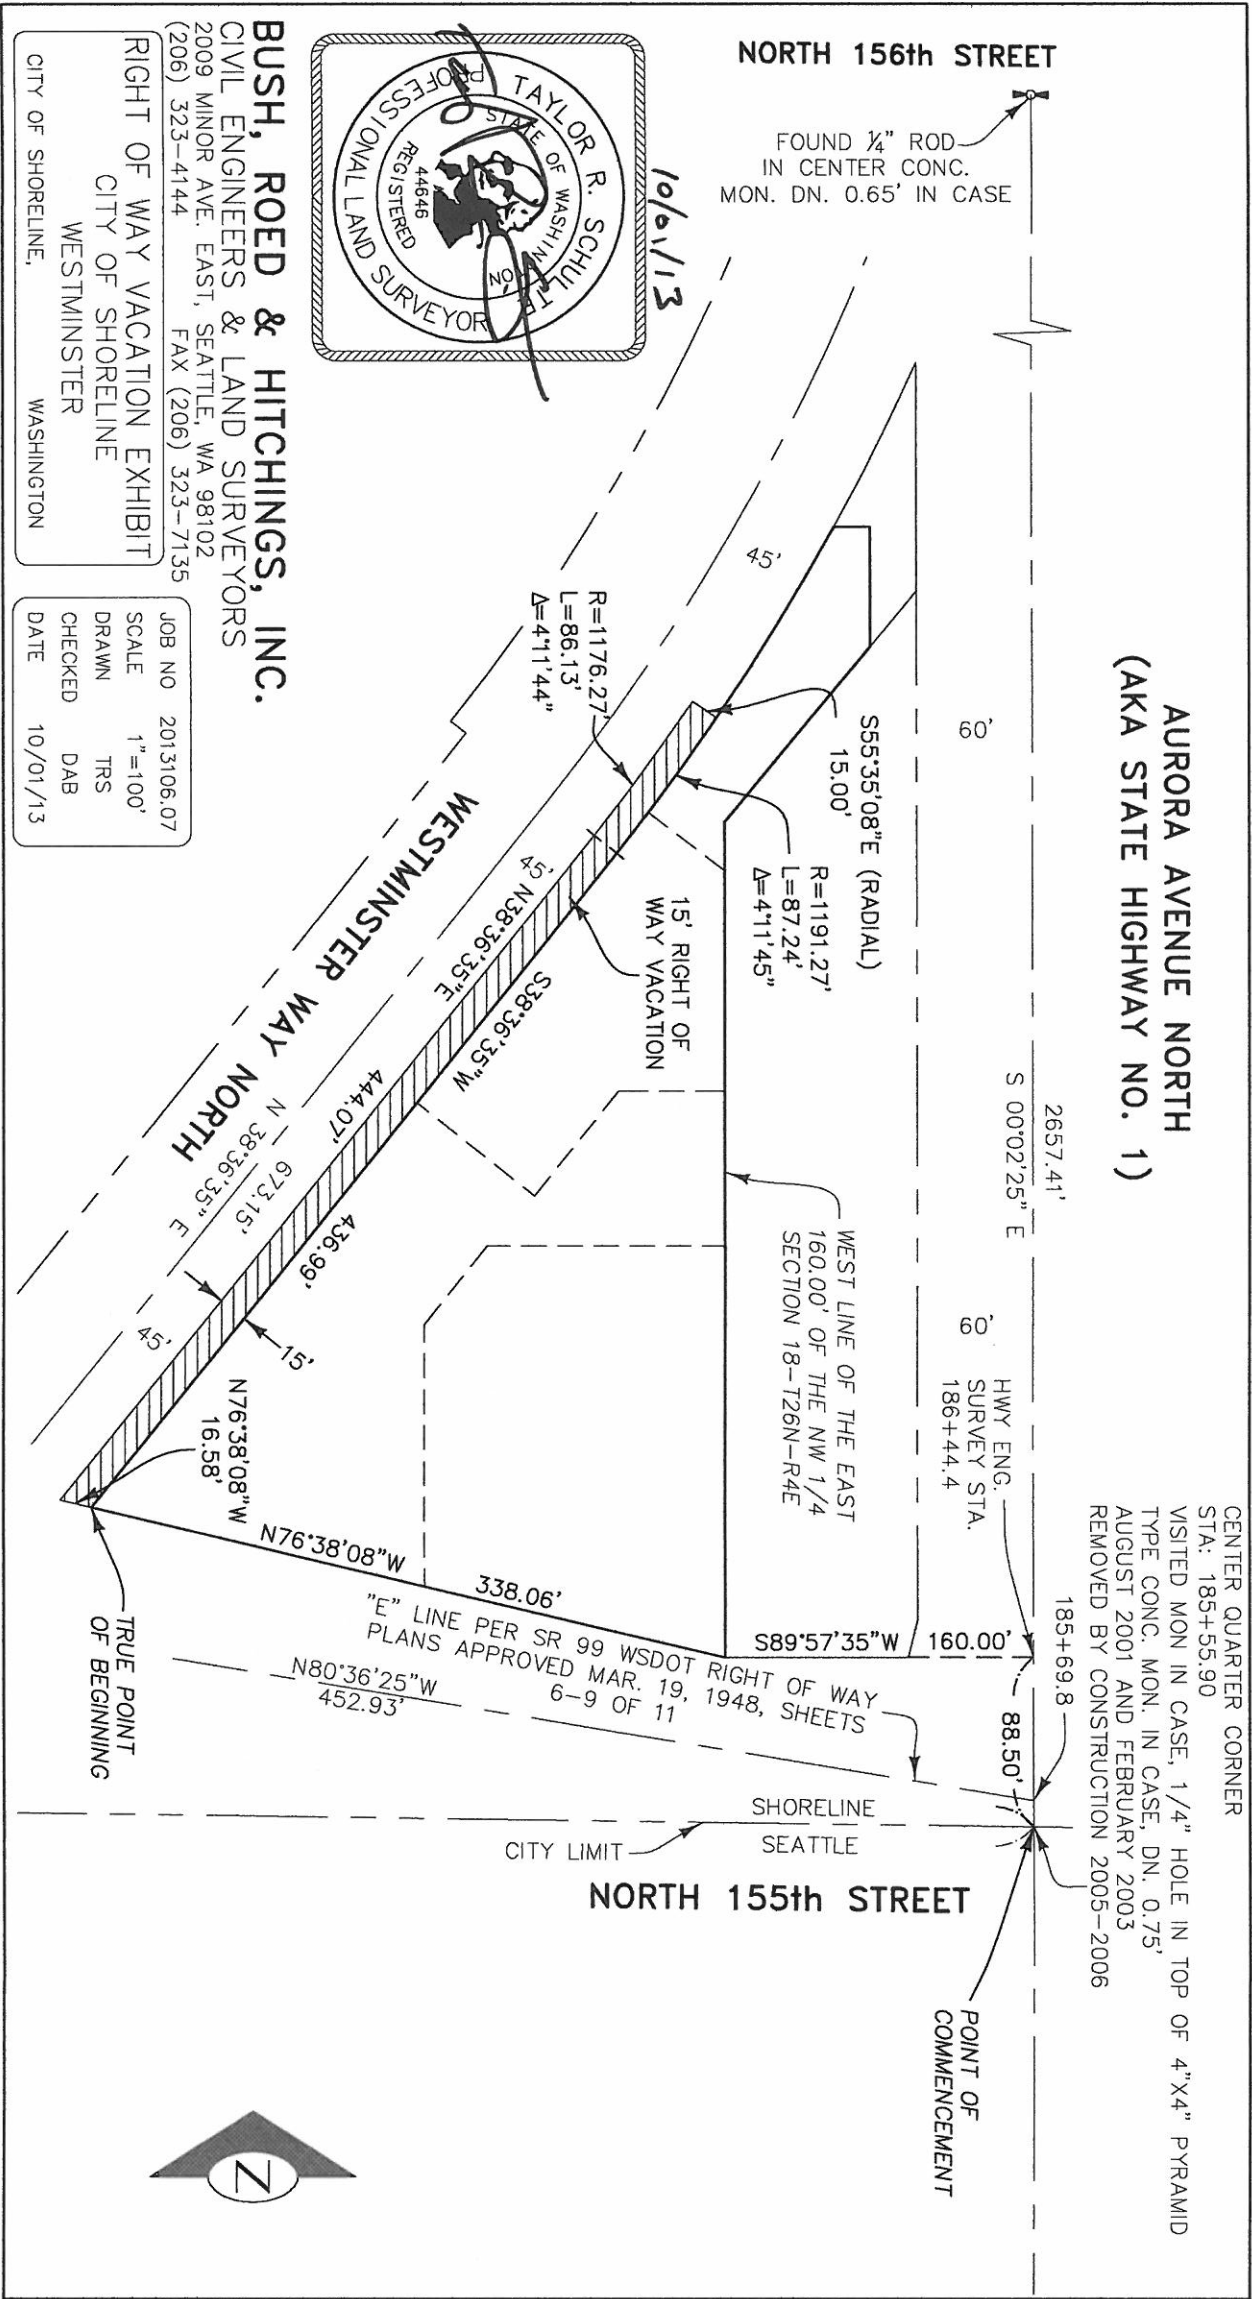 AURORA AVENUE NORTH
(AKA STATE HIGHWAY NO. 1)
NORTH 156th STREET
FOUND ¼" ROD
IN CENTER CONC.
MON. DN. 0.65' IN CASE
60'
2657.41'
S 00°02'25" E
60'
HWY ENG.
SURVEY STA.
186+44.4
CENTER QUARTER CORNER
STA: 185+55.90
VISITED MON IN CASE, 1/4" HOLE IN TOP OF 4"X4" PYRAMID
TYPE CONC. MON. IN CASE, DN. 0.75'
AUGUST 2001 AND FEBRUARY 2003
REMOVED BY CONSTRUCTION 2005-2006
185+69.8
88.50'
POINT OF
COMMENCEMENT
S89°57'35"W
160.00'
WEST LINE OF THE EAST
160.00' OF THE NW 1/4
SECTION 18-T26N-R4E
S55°35'08"E (RADIAL)
15.00'
R=1191.27'
L=87.24'
Δ=4°11'45"
R=1176.27'
L=86.13'
Δ=4°11'44"
15' RIGHT OF
WAY VACATION
45'
45'
N38°36'35"E
S38°36'35"W
444.07'
436.99'
673.15'
N 38°36'35" E
WESTMINSTER WAY NORTH
45'
15'
N76°38'08"W
16.58'
N76°38'08"W
338.06'
"E" LINE PER SR 99 WSDOT RIGHT OF WAY
PLANS APPROVED MAR. 19, 1948, SHEETS
6-9 OF 11
N80°36'25"W
452.93'
TRUE POINT
OF BEGINNING
SHORELINE
CITY LIMIT
SEATTLE
NORTH 155th STREET
N
10/01/13
TAYLOR R. SCHULTE
STATE OF WASHINGTON
NO.
44646
REGISTERED
PROFESSIONAL LAND SURVEYOR
BUSH, ROED & HITCHINGS, INC.
CIVIL ENGINEERS & LAND SURVEYORS
2009 MINOR AVE. EAST, SEATTLE, WA 98102
(206) 323-4144 FAX (206) 323-7135
RIGHT OF WAY VACATION EXHIBIT
CITY OF SHORELINE
WESTMINSTER
CITY OF SHORELINE, WASHINGTON
JOB NO 2013106.07
SCALE 1"=100'
DRAWN TRS
CHECKED DAB
DATE 10/01/13